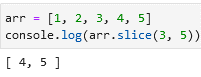 arr = [1, 2, 3, 4, 5]
console.log(arr.slice(3, 5))
[ 4, 5 ]